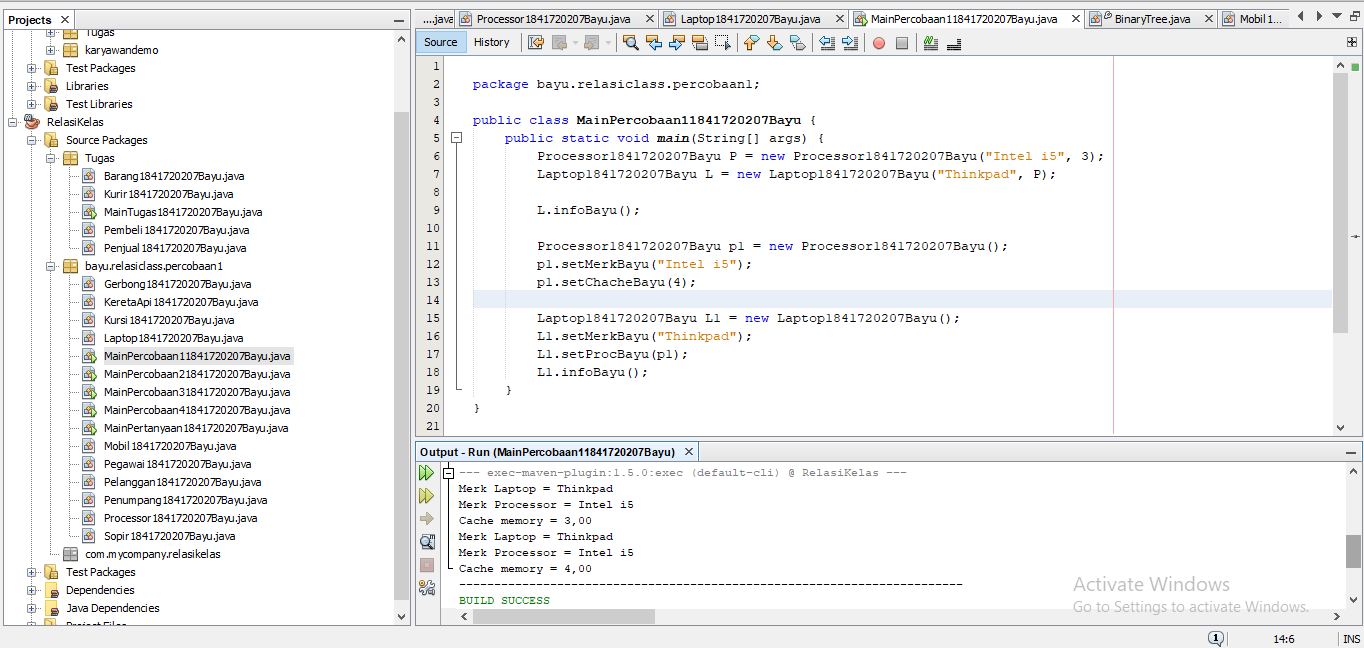 Projects
Tugas
karyawandemo
Test Packages
Libraries
Test Libraries
RelasiKelas
Source Packages
Tugas
Barang1841720207Bayu.java
Kurir1841720207Bayu.java
MainTugas1841720207Bayu.java
Pembeli1841720207Bayu.java
Penjual1841720207Bayu.java
bayu.relasiclass.percobaan1
Gerbong1841720207Bayu.java
KeretaApi1841720207Bayu.java
Kursi1841720207Bayu.java
Laptop1841720207Bayu.java
MainPercobaan11841720207Bayu.java
MainPercobaan21841720207Bayu.java
MainPercobaan31841720207Bayu.java
MainPercobaan41841720207Bayu.java
MainPertanyaan1841720207Bayu.java
Mobil1841720207Bayu.java
Pegawai1841720207Bayu.java
Pelanggan1841720207Bayu.java
Penumpang1841720207Bayu.java
Processor1841720207Bayu.java
Sopir1841720207Bayu.java
com.mycompany.relasikelas
Test Packages
Dependencies
Java Dependencies
Project Files
....java Processor1841720207Bayu.java Laptop1841720207Bayu.java MainPercobaan11841720207Bayu.java BinaryTree.java Mobil1...
Source History
1
2 package bayu.relasiclass.percobaan1;
3
4 public class MainPercobaan11841720207Bayu {
5 public static void main(String[] args) {
6 Processor1841720207Bayu P = new Processor1841720207Bayu("Intel i5", 3);
7 Laptop1841720207Bayu L = new Laptop1841720207Bayu("Thinkpad", P);
8
9 L.infoBayu();
10
11 Processor1841720207Bayu p1 = new Processor1841720207Bayu();
12 p1.setMerkBayu("Intel i5");
13 p1.setChacheBayu(4);
14
15 Laptop1841720207Bayu L1 = new Laptop1841720207Bayu();
16 L1.setMerkBayu("Thinkpad");
17 L1.setProcBayu(p1);
18 L1.infoBayu();
19 }
20 }
21
Output - Run (MainPercobaan11841720207Bayu)
--- exec-maven-plugin:1.5.0:exec (default-cli) @ RelasiKelas ---
Merk Laptop = Thinkpad
Merk Processor = Intel i5
Cache memory = 3,00
Merk Laptop = Thinkpad
Merk Processor = Intel i5
Cache memory = 4,00
------------------------------------------------------------------------
BUILD SUCCESS
Activate Windows
Go to Settings to activate Windows.
1 14:6 INS